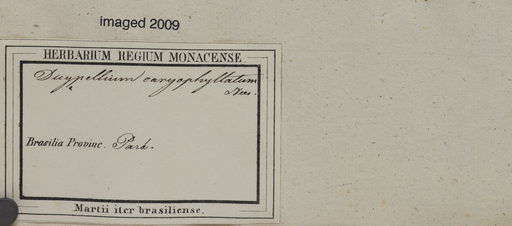 imaged 2009
HERBARIUM REGIUM MONACENSE
Dicypellium caryophyllatum
Nees.
Brasilia Provinc. Pará.
Martii iter brasiliense.